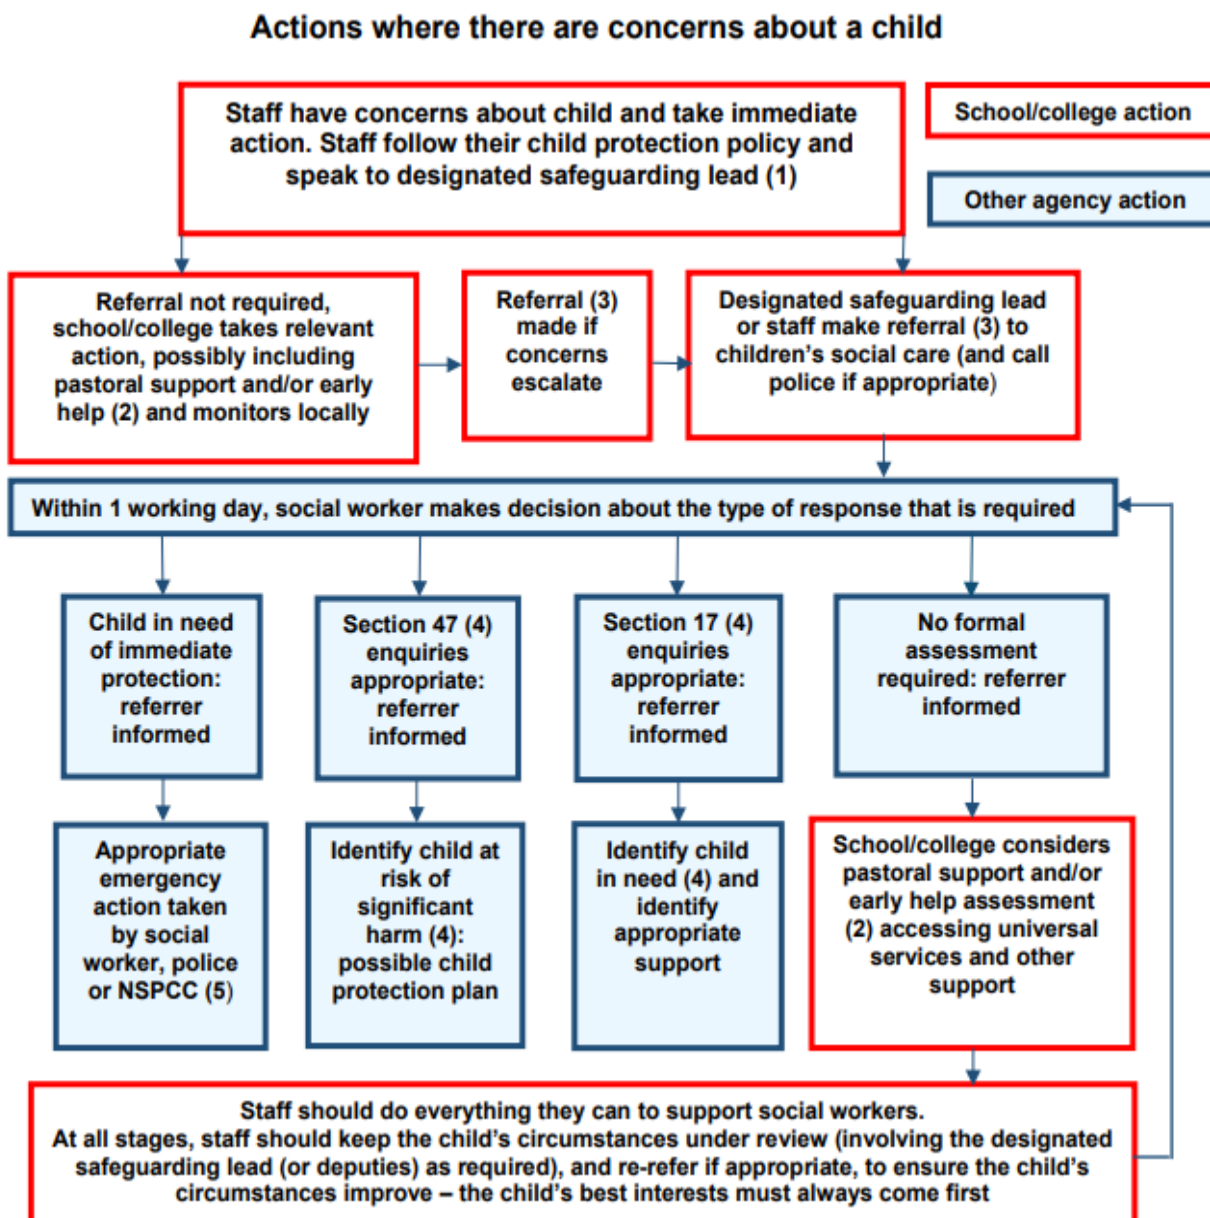 Actions where there are concerns about a child
Staff have concerns about child and take immediate
action. Staff follow their child protection policy and
speak to designated safeguarding lead (1)
School/college action
Other agency action
Referral not required,
school/college takes relevant
action, possibly including
pastoral support and/or early
help (2) and monitors locally
Referral (3)
made if
concerns
escalate
Designated safeguarding lead
or staff make referral (3) to
children's social care (and call
police if appropriate)
Within 1 working day, social worker makes decision about the type of response that is required
Child in need
of immediate
protection:
referrer
informed
Section 47 (4)
enquiries
appropriate:
referrer
informed
Section 17 (4)
enquiries
appropriate:
referrer
informed
No formal
assessment
required: referrer
informed
Appropriate
emergency
action taken
by social
worker, police
or NSPCC (5)
Identify child at
risk of
significant
harm (4):
possible child
protection plan
Identify child
in need (4) and
identify
appropriate
support
School/college considers
pastoral support and/or
early help assessment
(2) accessing universal
services and other
support
Staff should do everything they can to support social workers.
At all stages, staff should keep the child's circumstances under review (involving the designated
safeguarding lead (or deputies) as required), and re-refer if appropriate, to ensure the child's
circumstances improve – the child's best interests must always come first